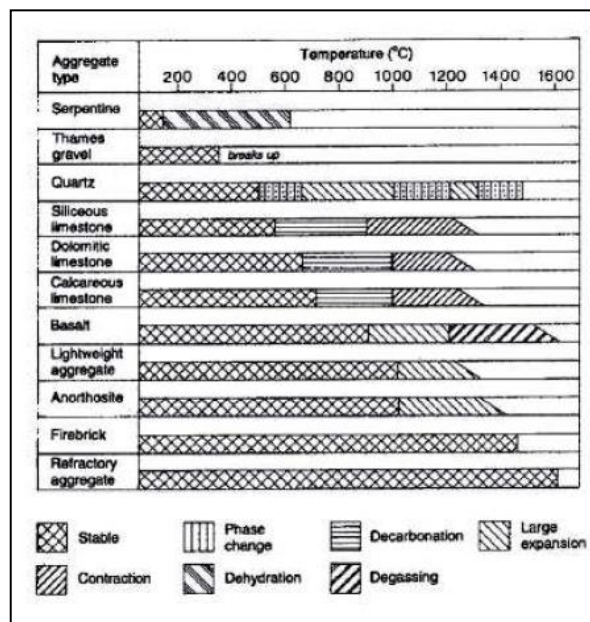 Aggregate type
Temperature (°C)
200 400 600 800 1000 1200 1400 1600
Serpentine
Thames gravel
breaks up
Quartz
Siliceous limestone
Dolomitic limestone
Calcareous limestone
Basalt
Lightweight aggregate
Anorthosite
Firebrick
Refractory aggregate
Stable
Phase change
Decarbonation
Large expansion
Contraction
Dehydration
Degassing